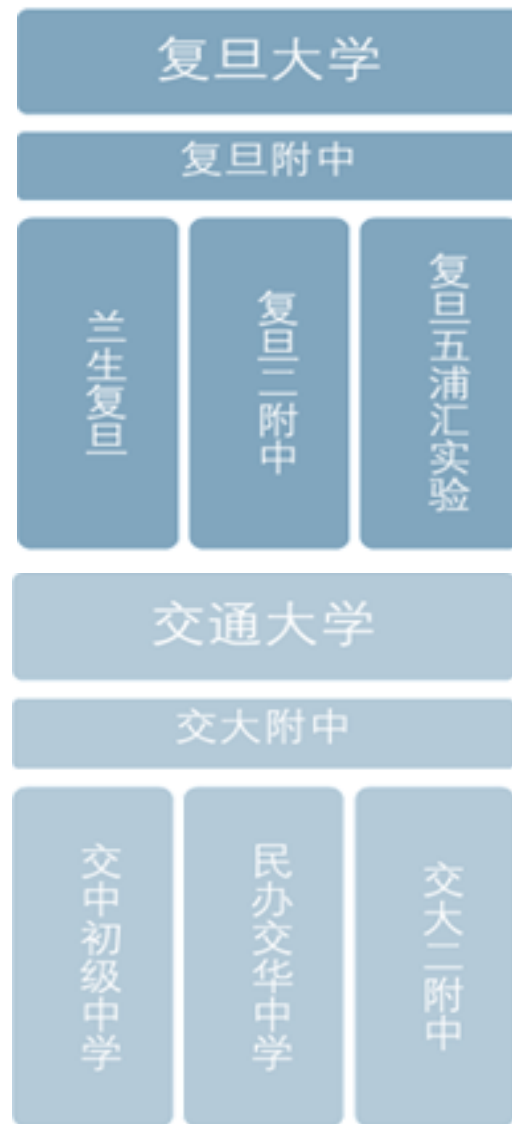 复旦大学
复旦附中
兰生复旦
复旦二附中
复旦五浦汇实验
交通大学
交大附中
交中初级中学
民办交华中学
交大二附中